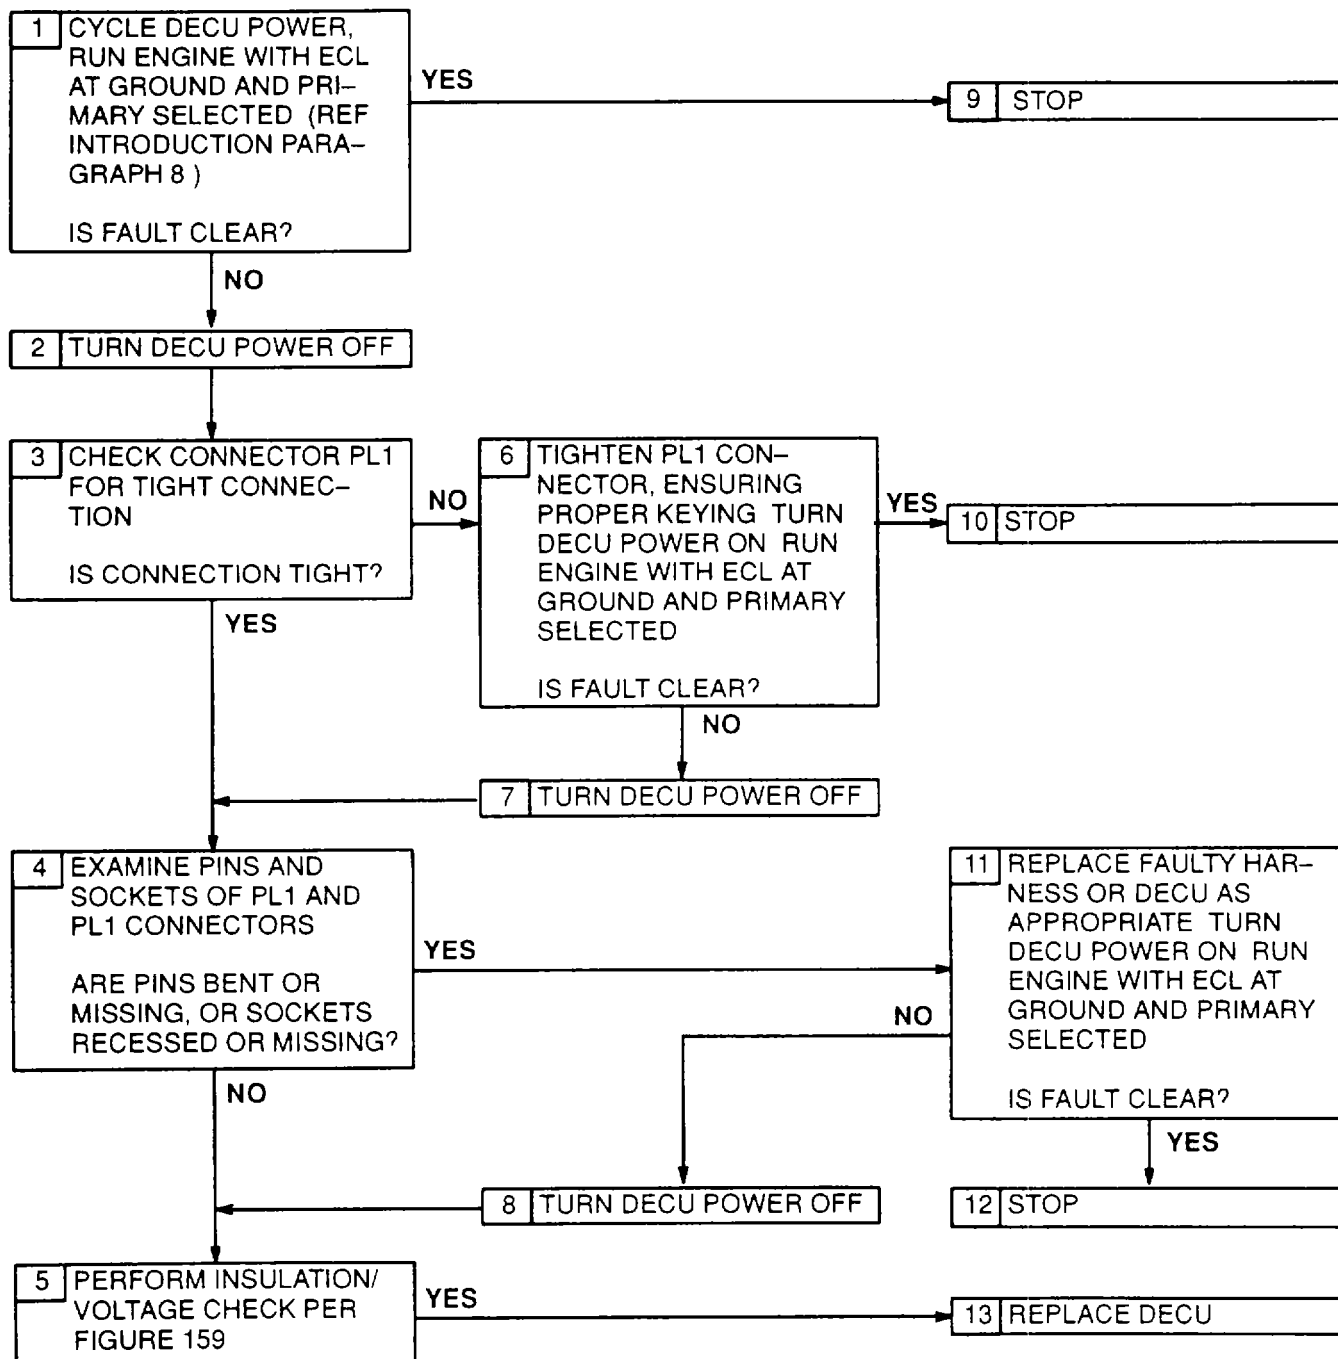 1 CYCLE DECU POWER,
RUN ENGINE WITH ECL
AT GROUND AND PRI–
MARY SELECTED (REF
INTRODUCTION PARA–
GRAPH 8 )
IS FAULT CLEAR?
YES
9 STOP
NO
2 TURN DECU POWER OFF
3 CHECK CONNECTOR PL1
FOR TIGHT CONNEC–
TION
IS CONNECTION TIGHT?
NO
YES
6 TIGHTEN PL1 CON–
NECTOR, ENSURING
PROPER KEYING TURN
DECU POWER ON RUN
ENGINE WITH ECL AT
GROUND AND PRIMARY
SELECTED
IS FAULT CLEAR?
YES
10 STOP
NO
7 TURN DECU POWER OFF
4 EXAMINE PINS AND
SOCKETS OF PL1 AND
PL1 CONNECTORS
ARE PINS BENT OR
MISSING, OR SOCKETS
RECESSED OR MISSING?
YES
NO
11 REPLACE FAULTY HAR–
NESS OR DECU AS
APPROPRIATE TURN
DECU POWER ON RUN
ENGINE WITH ECL AT
GROUND AND PRIMARY
SELECTED
IS FAULT CLEAR?
NO
YES
8 TURN DECU POWER OFF
12 STOP
5 PERFORM INSULATION/
VOLTAGE CHECK PER
FIGURE 159
YES
13 REPLACE DECU